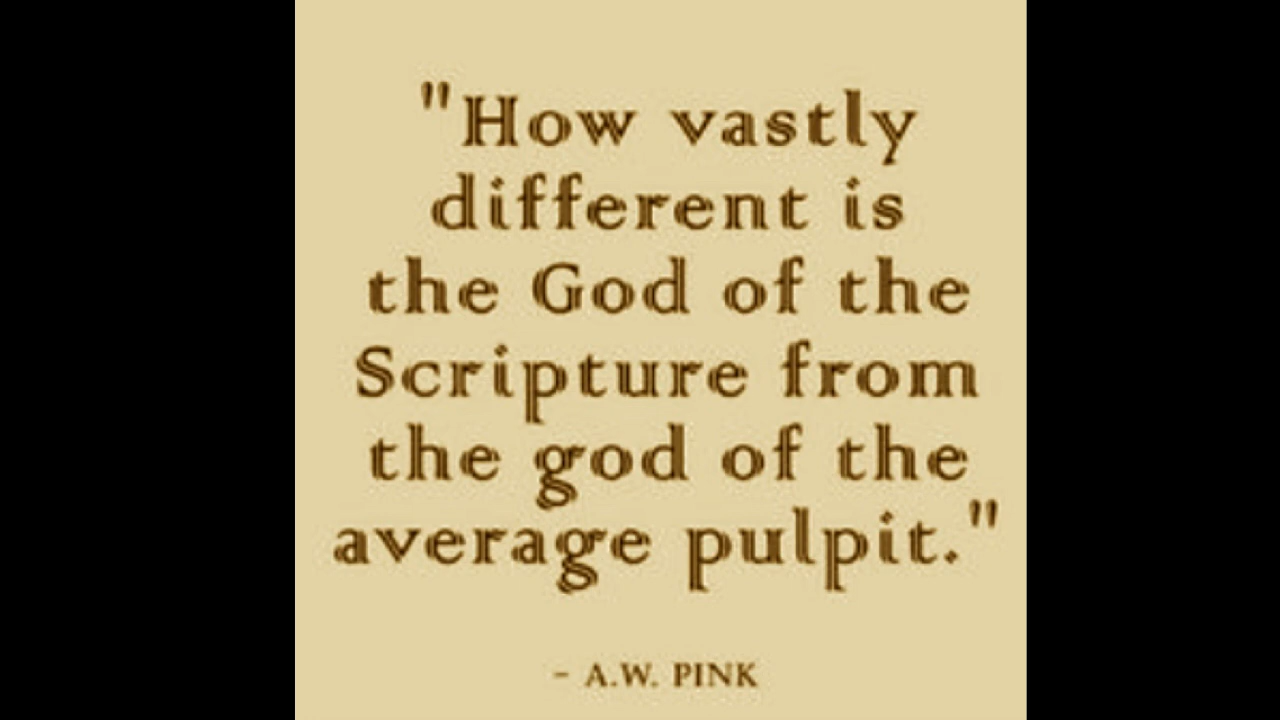 "How vastly
different is
the God of the
Scripture from
the god of the
average pulpit."
- A.W. PINK